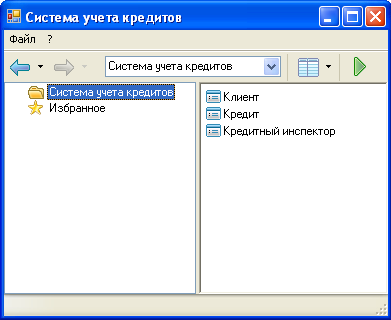 Система учета кредитов
Файл ?
Система учета кредитов
Система учета кредитов
Избранное
Клиент
Кредит
Кредитный инспектор